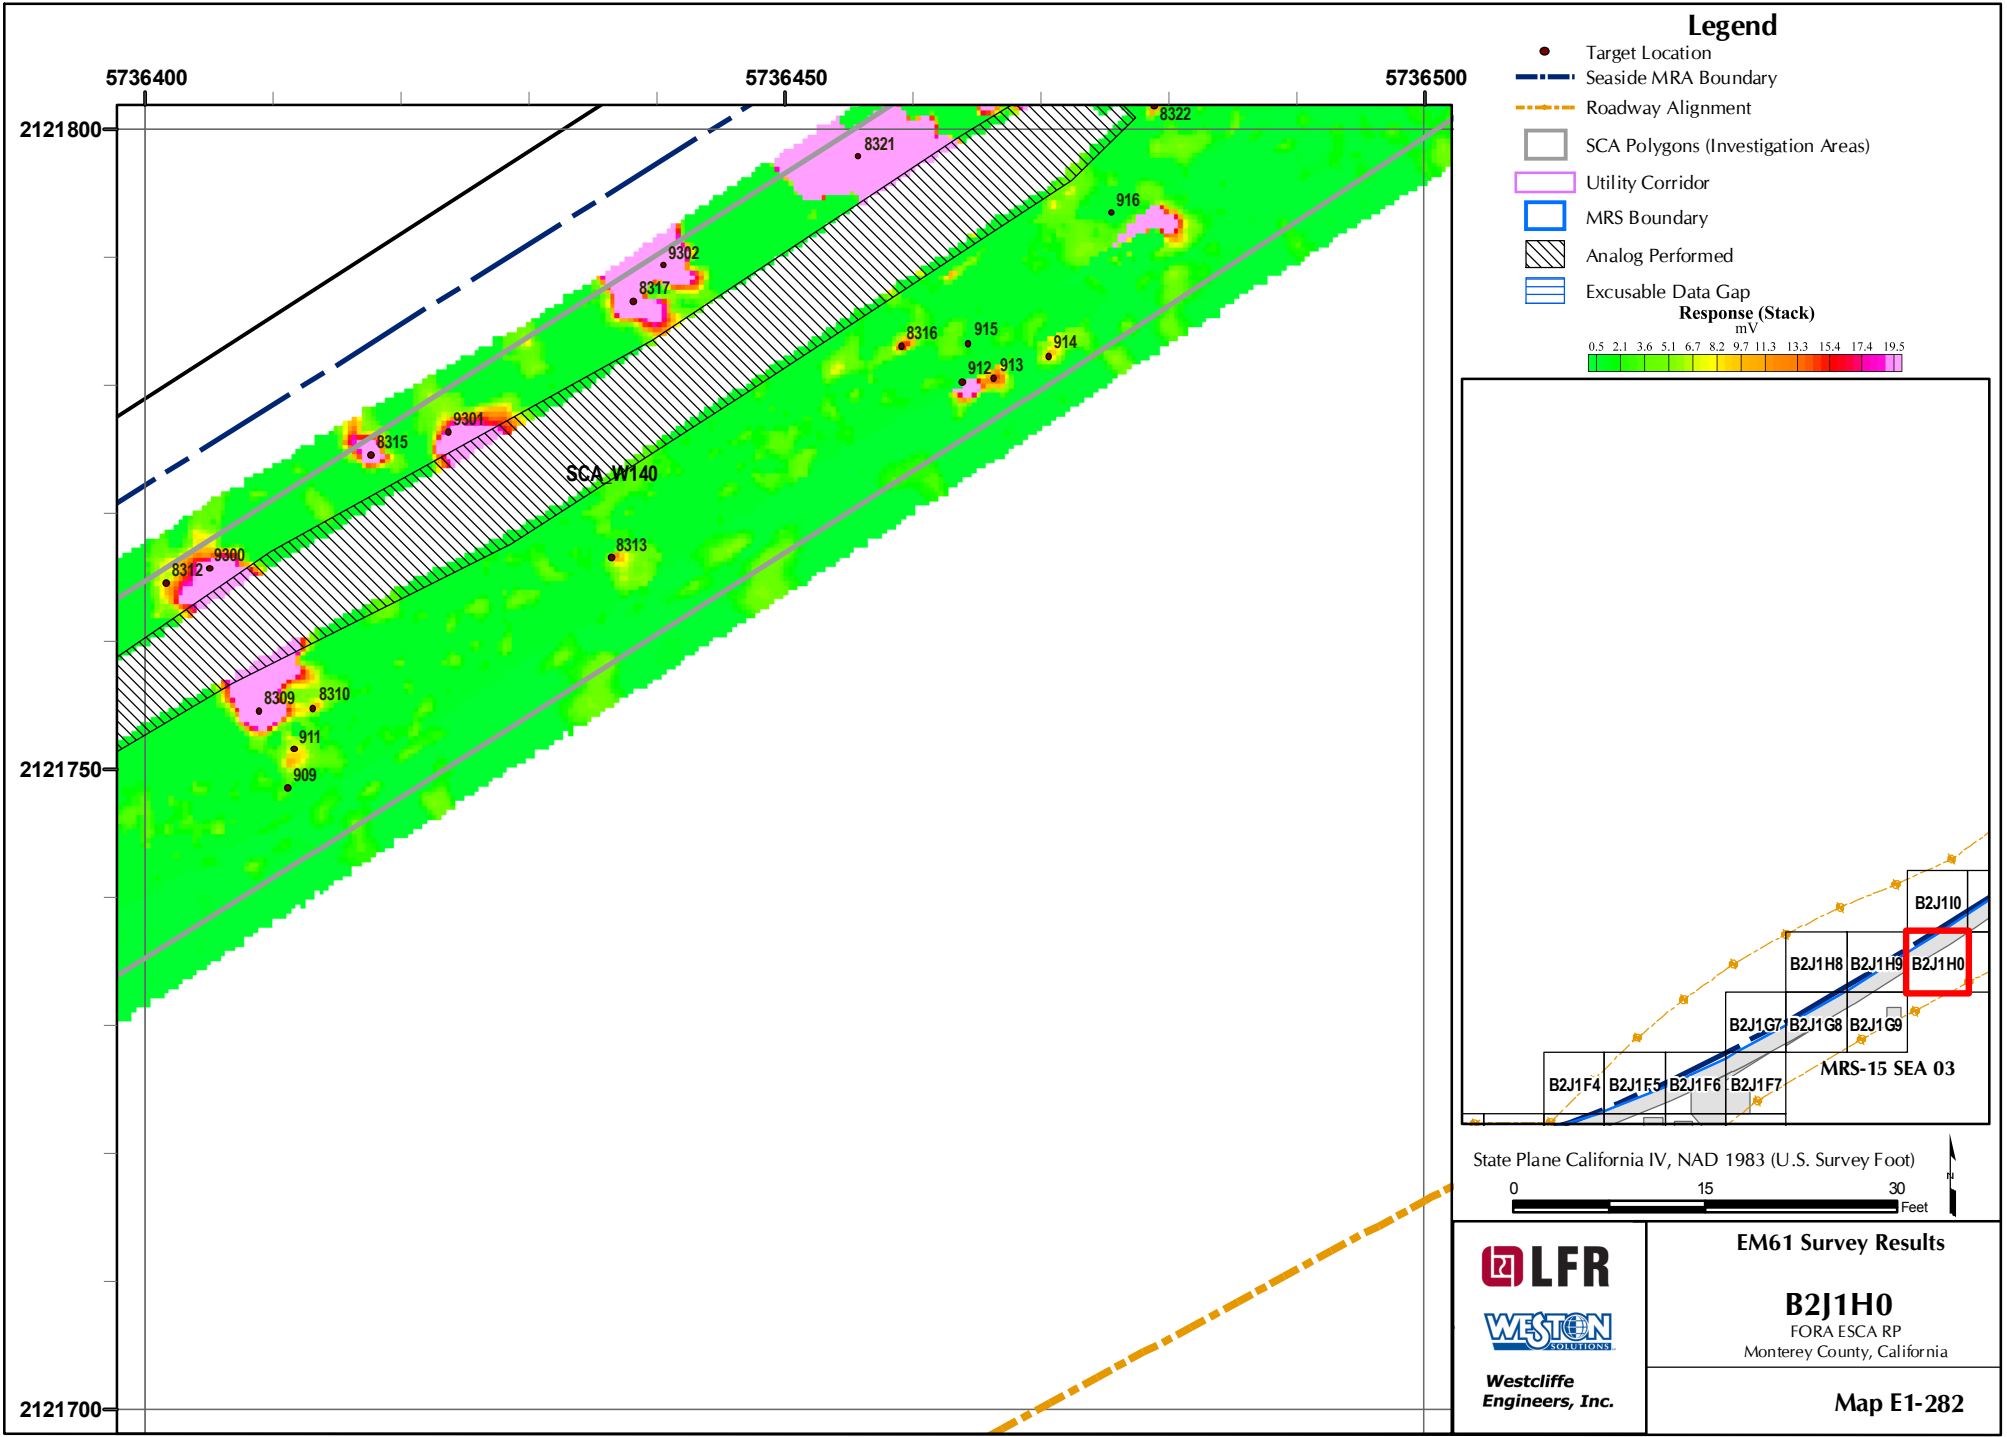 5736400
5736450
5736500
2121800
2121750
2121700
8322
8321
916
9302
8317
8316
915
914
912
913
9301
8315
SCA_W140
8313
9300
8312
8309
8310
911
909
Legend
Target Location
Seaside MRA Boundary
Roadway Alignment
SCA Polygons (Investigation Areas)
Utility Corridor
MRS Boundary
Analog Performed
Excusable Data Gap
Response (Stack)
mV
0.5 2.1 3.6 5.1 6.7 8.2 9.7 11.3 13.3 15.4 17.4 19.5
B2J1I0
B2J1H8 B2J1H9 B2J1H0
B2J1G7 B2J1G8 B2J1G9
MRS-15 SEA 03
B2J1F4 B2J1F5 B2J1F6 B2J1F7
State Plane California IV, NAD 1983 (U.S. Survey Foot)
0 15 30
Feet
N
LFR
WESTON
SOLUTIONS
Westcliffe
Engineers, Inc.
EM61 Survey Results
B2J1H0
FORA ESCA RP
Monterey County, California
Map E1-282